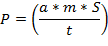 P = (a * m * S / t)